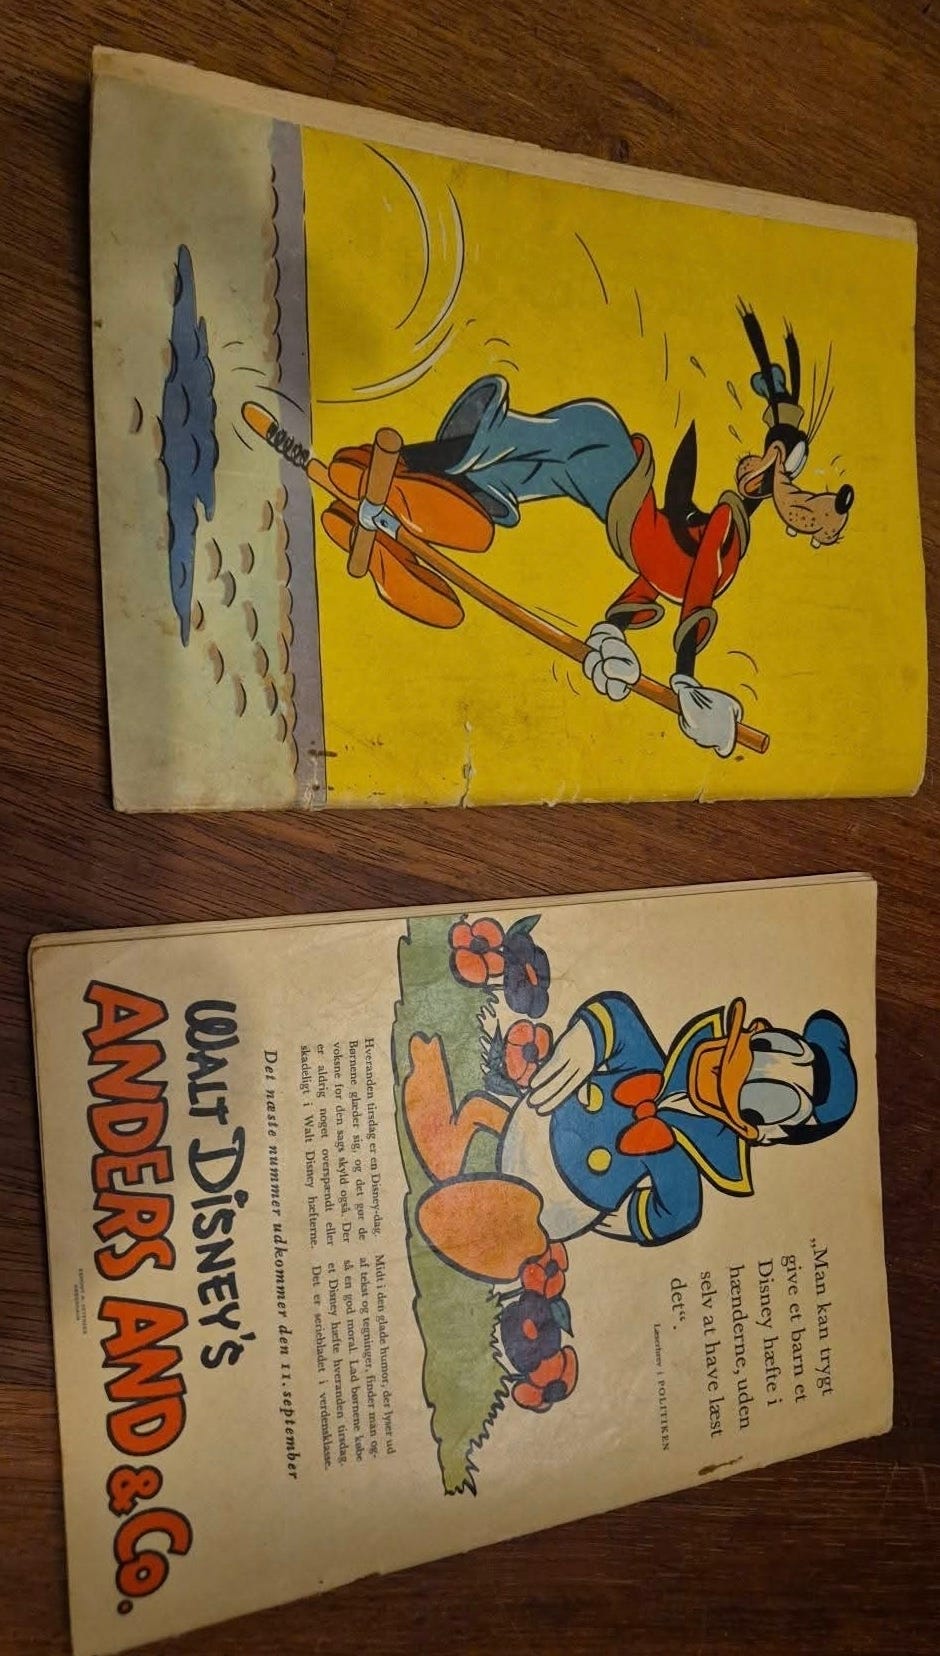 „Man kan trygt
give et barn et
Disney hæfte i
hænderne, uden
selv at have læst
det“.
Læserbrev i POLITIKEN
Hveranden tirsdag er en Disney-dag.
Børnene glæder sig, og det gør de
voksne for den sags skyld også. Der
er aldrig noget overspændt eller
skadeligt i Walt Disney hæfterne.
Midt i den glade humor, der lyser ud
af tekst og tegninger, finder man og-
så en god moral. Lad børnene købe
et Disney hæfte hveranden tirsdag.
Det er seriebladet i verdensklasse.
Det næste nummer udkommer den 11. september
WALT DISNEY'S
ANDERS AND & Co.